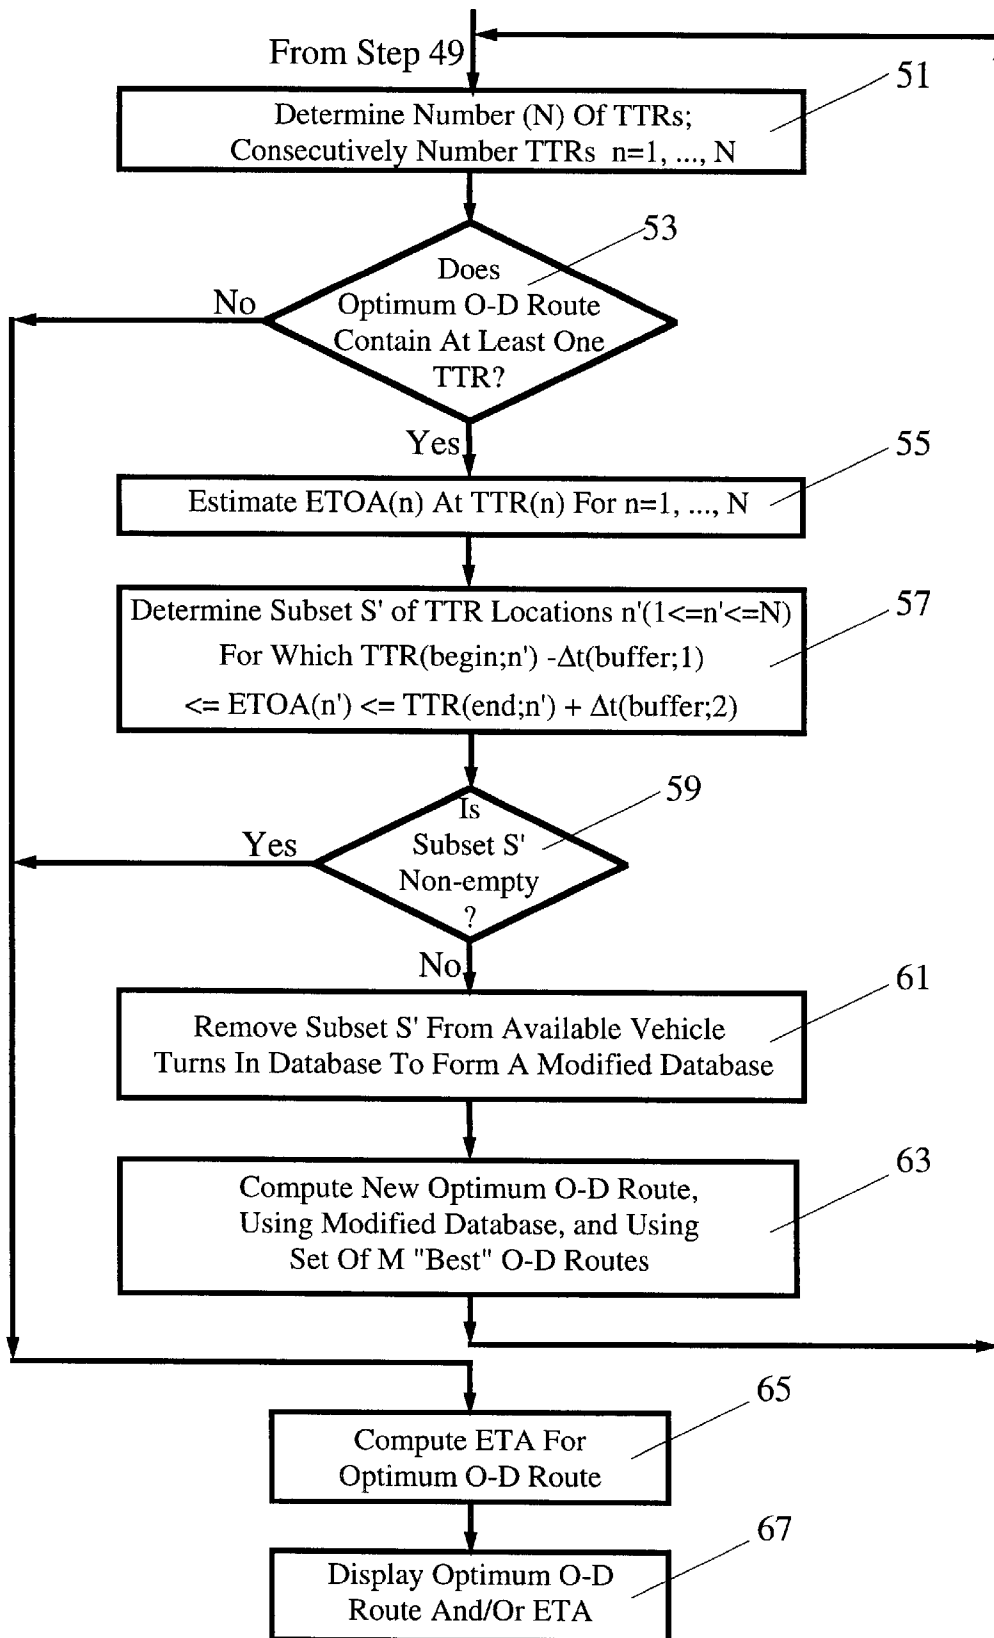 From Step 49
51
Determine Number (N) Of TTRs;
Consecutively Number TTRs n=1, ..., N
53
Does
Optimum O-D Route
Contain At Least One
TTR?
No
Yes
55
Estimate ETOA(n) At TTR(n) For n=1, ..., N
57
Determine Subset S' of TTR Locations n'(1<=n'<=N)
For Which TTR(begin;n') -Δt(buffer;1)
<= ETOA(n') <= TTR(end;n') + Δt(buffer;2)
59
Is
Subset S'
Non-empty
?
Yes
No
61
Remove Subset S' From Available Vehicle
Turns In Database To Form A Modified Database
63
Compute New Optimum O-D Route,
Using Modified Database, and Using
Set Of M "Best" O-D Routes
65
Compute ETA For
Optimum O-D Route
67
Display Optimum O-D
Route And/Or ETA